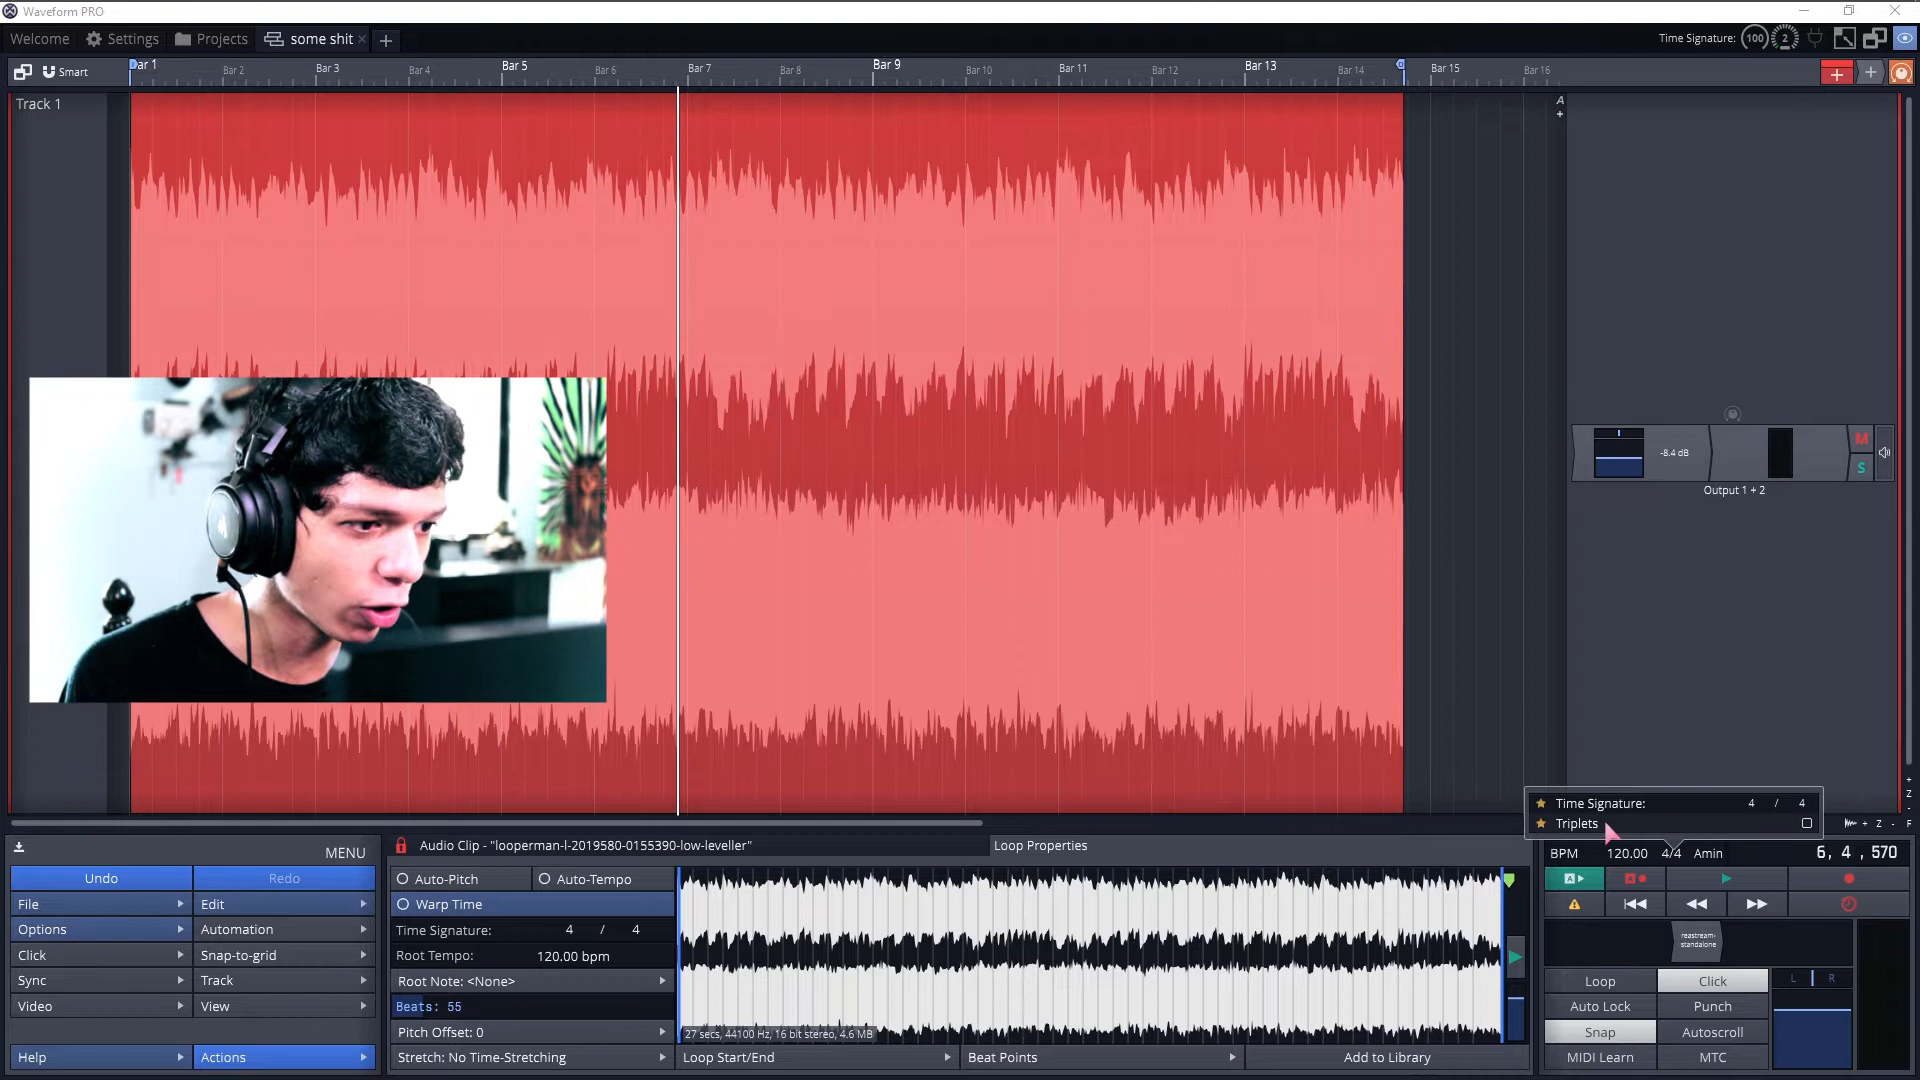 Waveform PRO
Welcome Settings Projects some shit
Time Signature: 100 2
Smart
Bar 1 Bar 2 Bar 3 Bar 4 Bar 5 Bar 6 Bar 7 Bar 8 Bar 9 Bar 10 Bar 11 Bar 12 Bar 13 Bar 14 Bar 15 Bar 16
Track 1
A
-8.4 dB
M
S
Output 1 + 2
Time Signature: 4 / 4
Triplets
+ Z - F
MENU
Undo Redo
File Edit
Options Automation
Click Snap-to-grid
Sync Track
Video View
Help Actions
Audio Clip - "looperman-l-2019580-0155390-low-leveller"
Loop Properties
Auto-Pitch Auto-Tempo
Warp Time
Time Signature: 4 / 4
Root Tempo: 120.00 bpm
Root Note: <None>
Beats: 55
Pitch Offset: 0
Stretch: No Time-Stretching
27 secs, 44100 Hz, 16 bit stereo, 4.6 MB
Loop Start/End Beat Points Add to Library
BPM 120.00 4/4 Amin 6, 4 , 570
reastream-
standalone
L R
Loop Click
Auto Lock Punch
Snap Autoscroll
MIDI Learn MTC